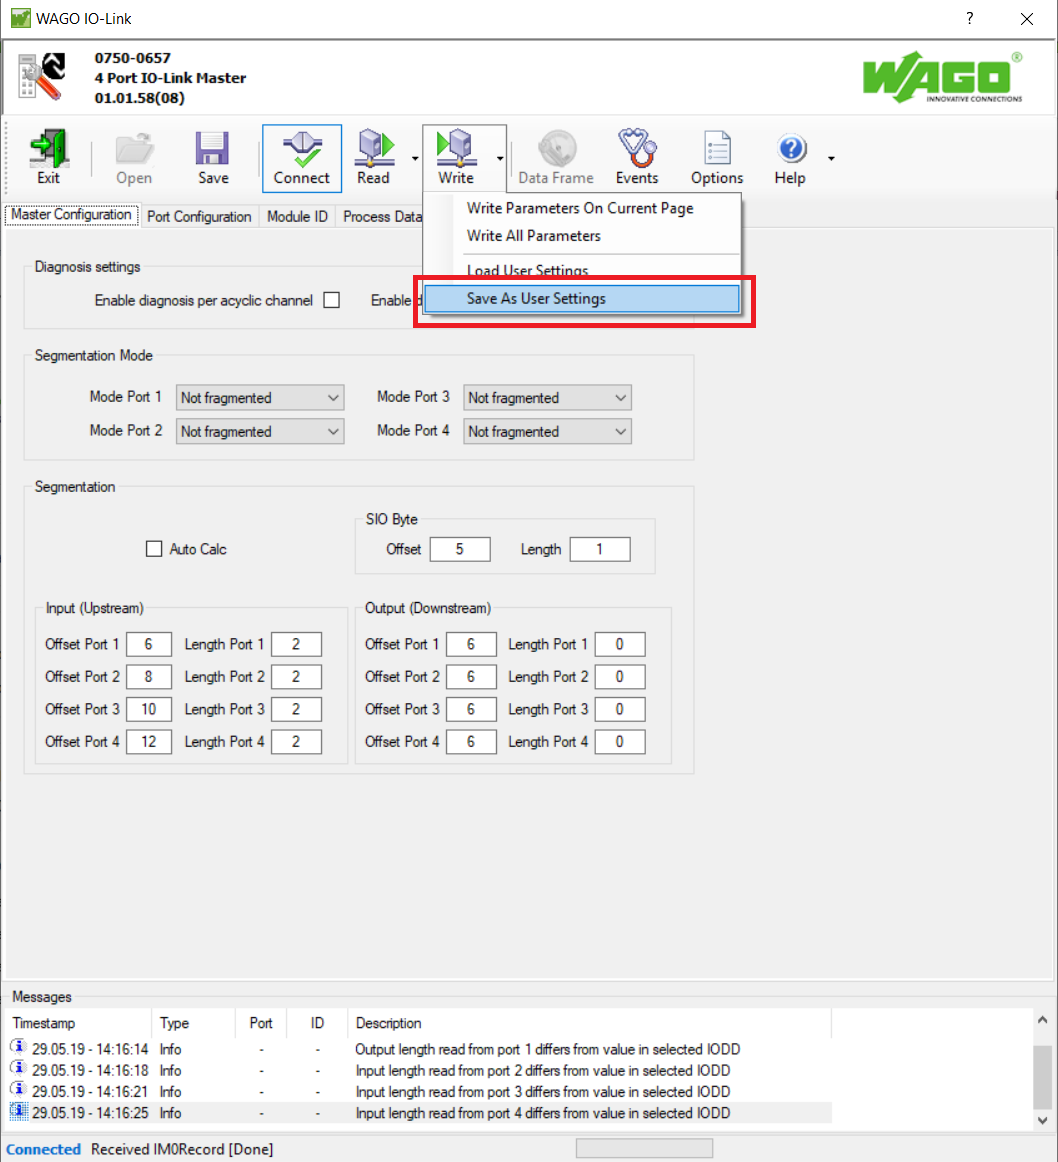 WAGO IO-Link
?
0750-0657
4 Port IO-Link Master
01.01.58(08)
WAGO ®
INNOVATIVE CONNECTIONS
Exit Open Save Connect Read Write Data Frame Events Options Help
Master Configuration Port Configuration Module ID Process Data
Write Parameters On Current Page
Write All Parameters
Load User Settings
Save As User Settings
Diagnosis settings
Enable diagnosis per acyclic channel Enable
Segmentation Mode
Mode Port 1 Not fragmented Mode Port 3 Not fragmented
Mode Port 2 Not fragmented Mode Port 4 Not fragmented
Segmentation
Auto Calc
SIO Byte
Offset 5 Length 1
Input (Upstream)
Offset Port 1 6 Length Port 1 2
Offset Port 2 8 Length Port 2 2
Offset Port 3 10 Length Port 3 2
Offset Port 4 12 Length Port 4 2
Output (Downstream)
Offset Port 1 6 Length Port 1 0
Offset Port 2 6 Length Port 2 0
Offset Port 3 6 Length Port 3 0
Offset Port 4 6 Length Port 4 0
Messages
Timestamp Type Port ID Description
29.05.19 - 14:16:14 Info - - Output length read from port 1 differs from value in selected IODD
29.05.19 - 14:16:18 Info - - Input length read from port 2 differs from value in selected IODD
29.05.19 - 14:16:21 Info - - Input length read from port 3 differs from value in selected IODD
29.05.19 - 14:16:25 Info - - Input length read from port 4 differs from value in selected IODD
Connected Received IM0Record [Done]